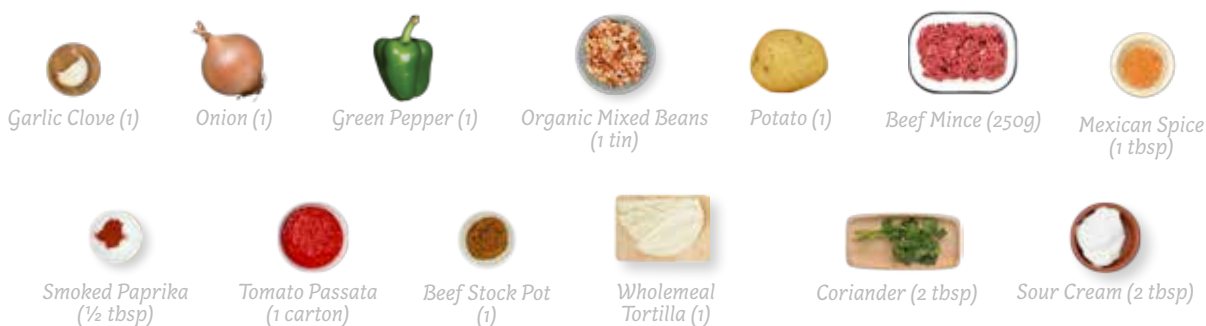 Garlic Clove (1)
Onion (1)
Green Pepper (1)
Organic Mixed Beans
(1 tin)
Potato (1)
Beef Mince (250g)
Mexican Spice
(1 tbsp)
Smoked Paprika
(½ tbsp)
Tomato Passata
(1 carton)
Beef Stock Pot
(1)
Wholemeal
Tortilla (1)
Coriander (2 tbsp)
Sour Cream (2 tbsp)